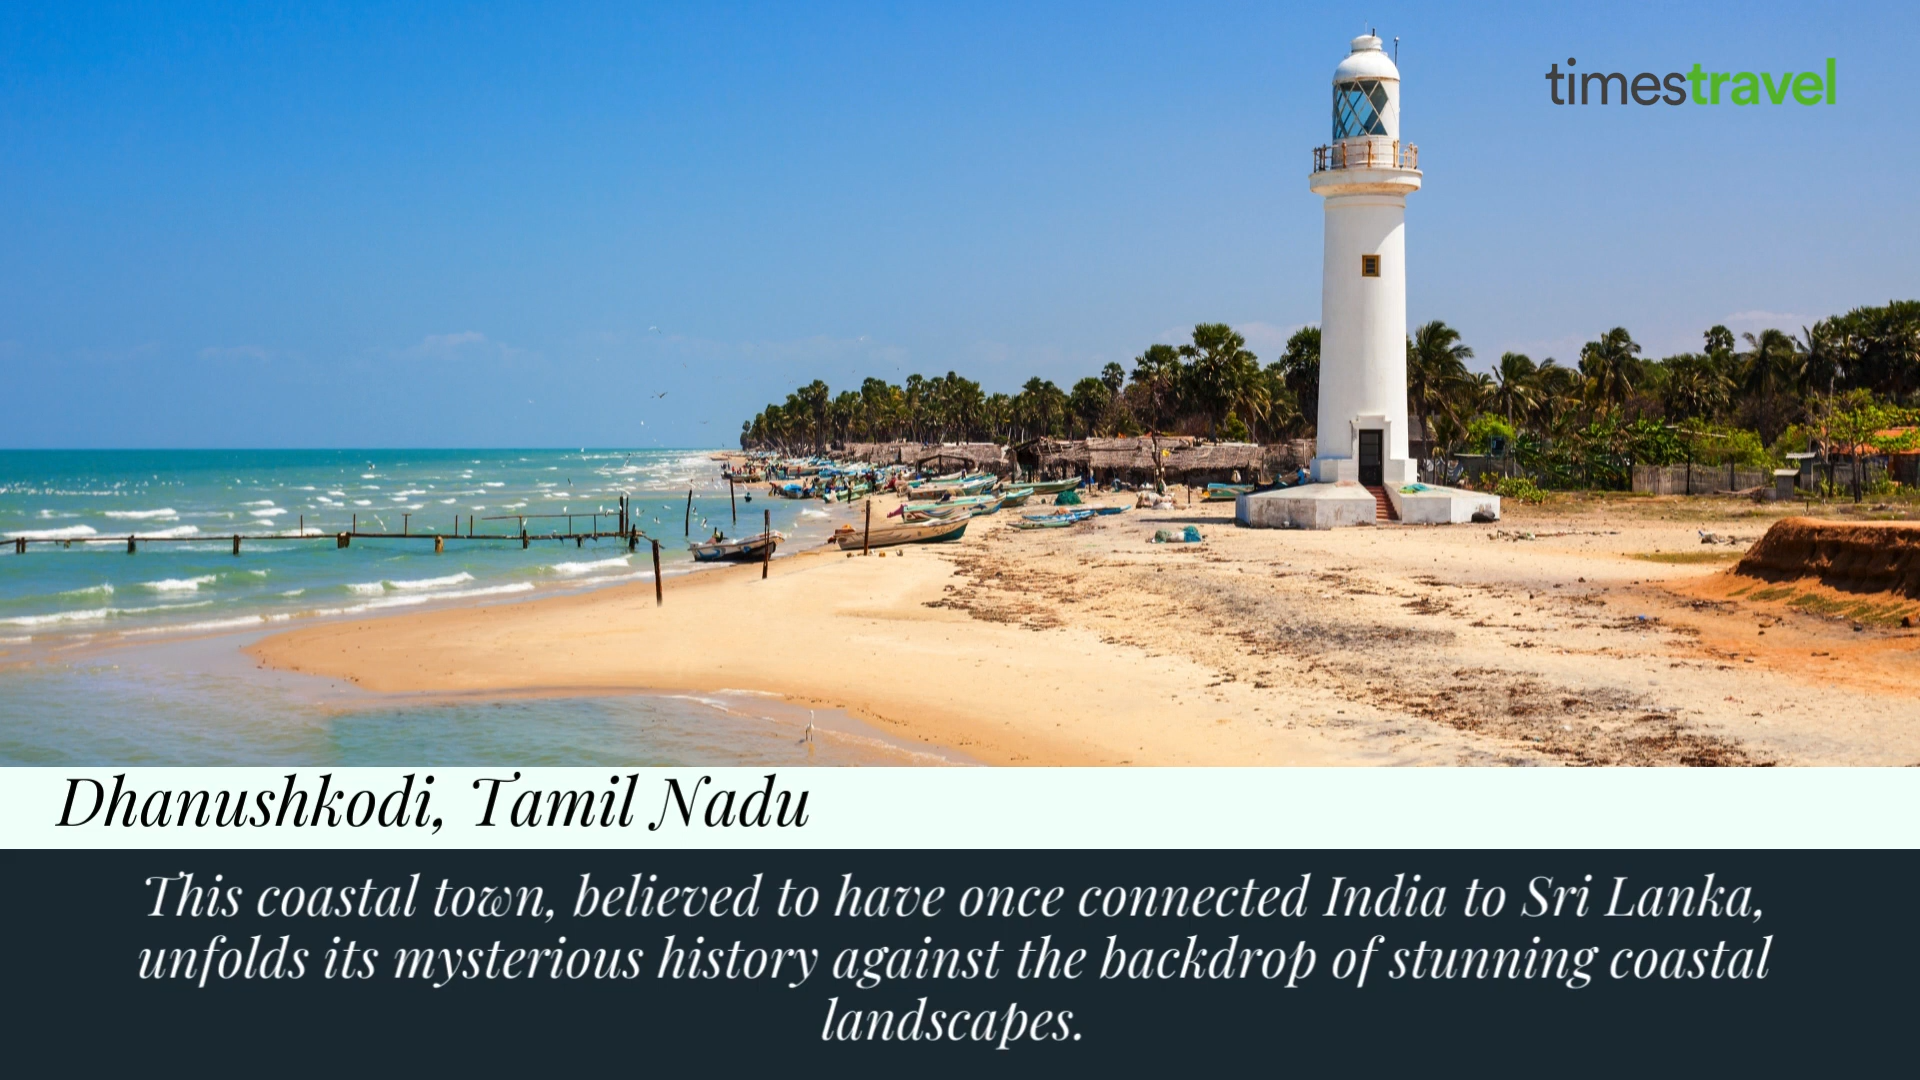 timestravel
Dhanushkodi, Tamil Nadu
This coastal town, believed to have once connected India to Sri Lanka,
unfolds its mysterious history against the backdrop of stunning coastal
landscapes.